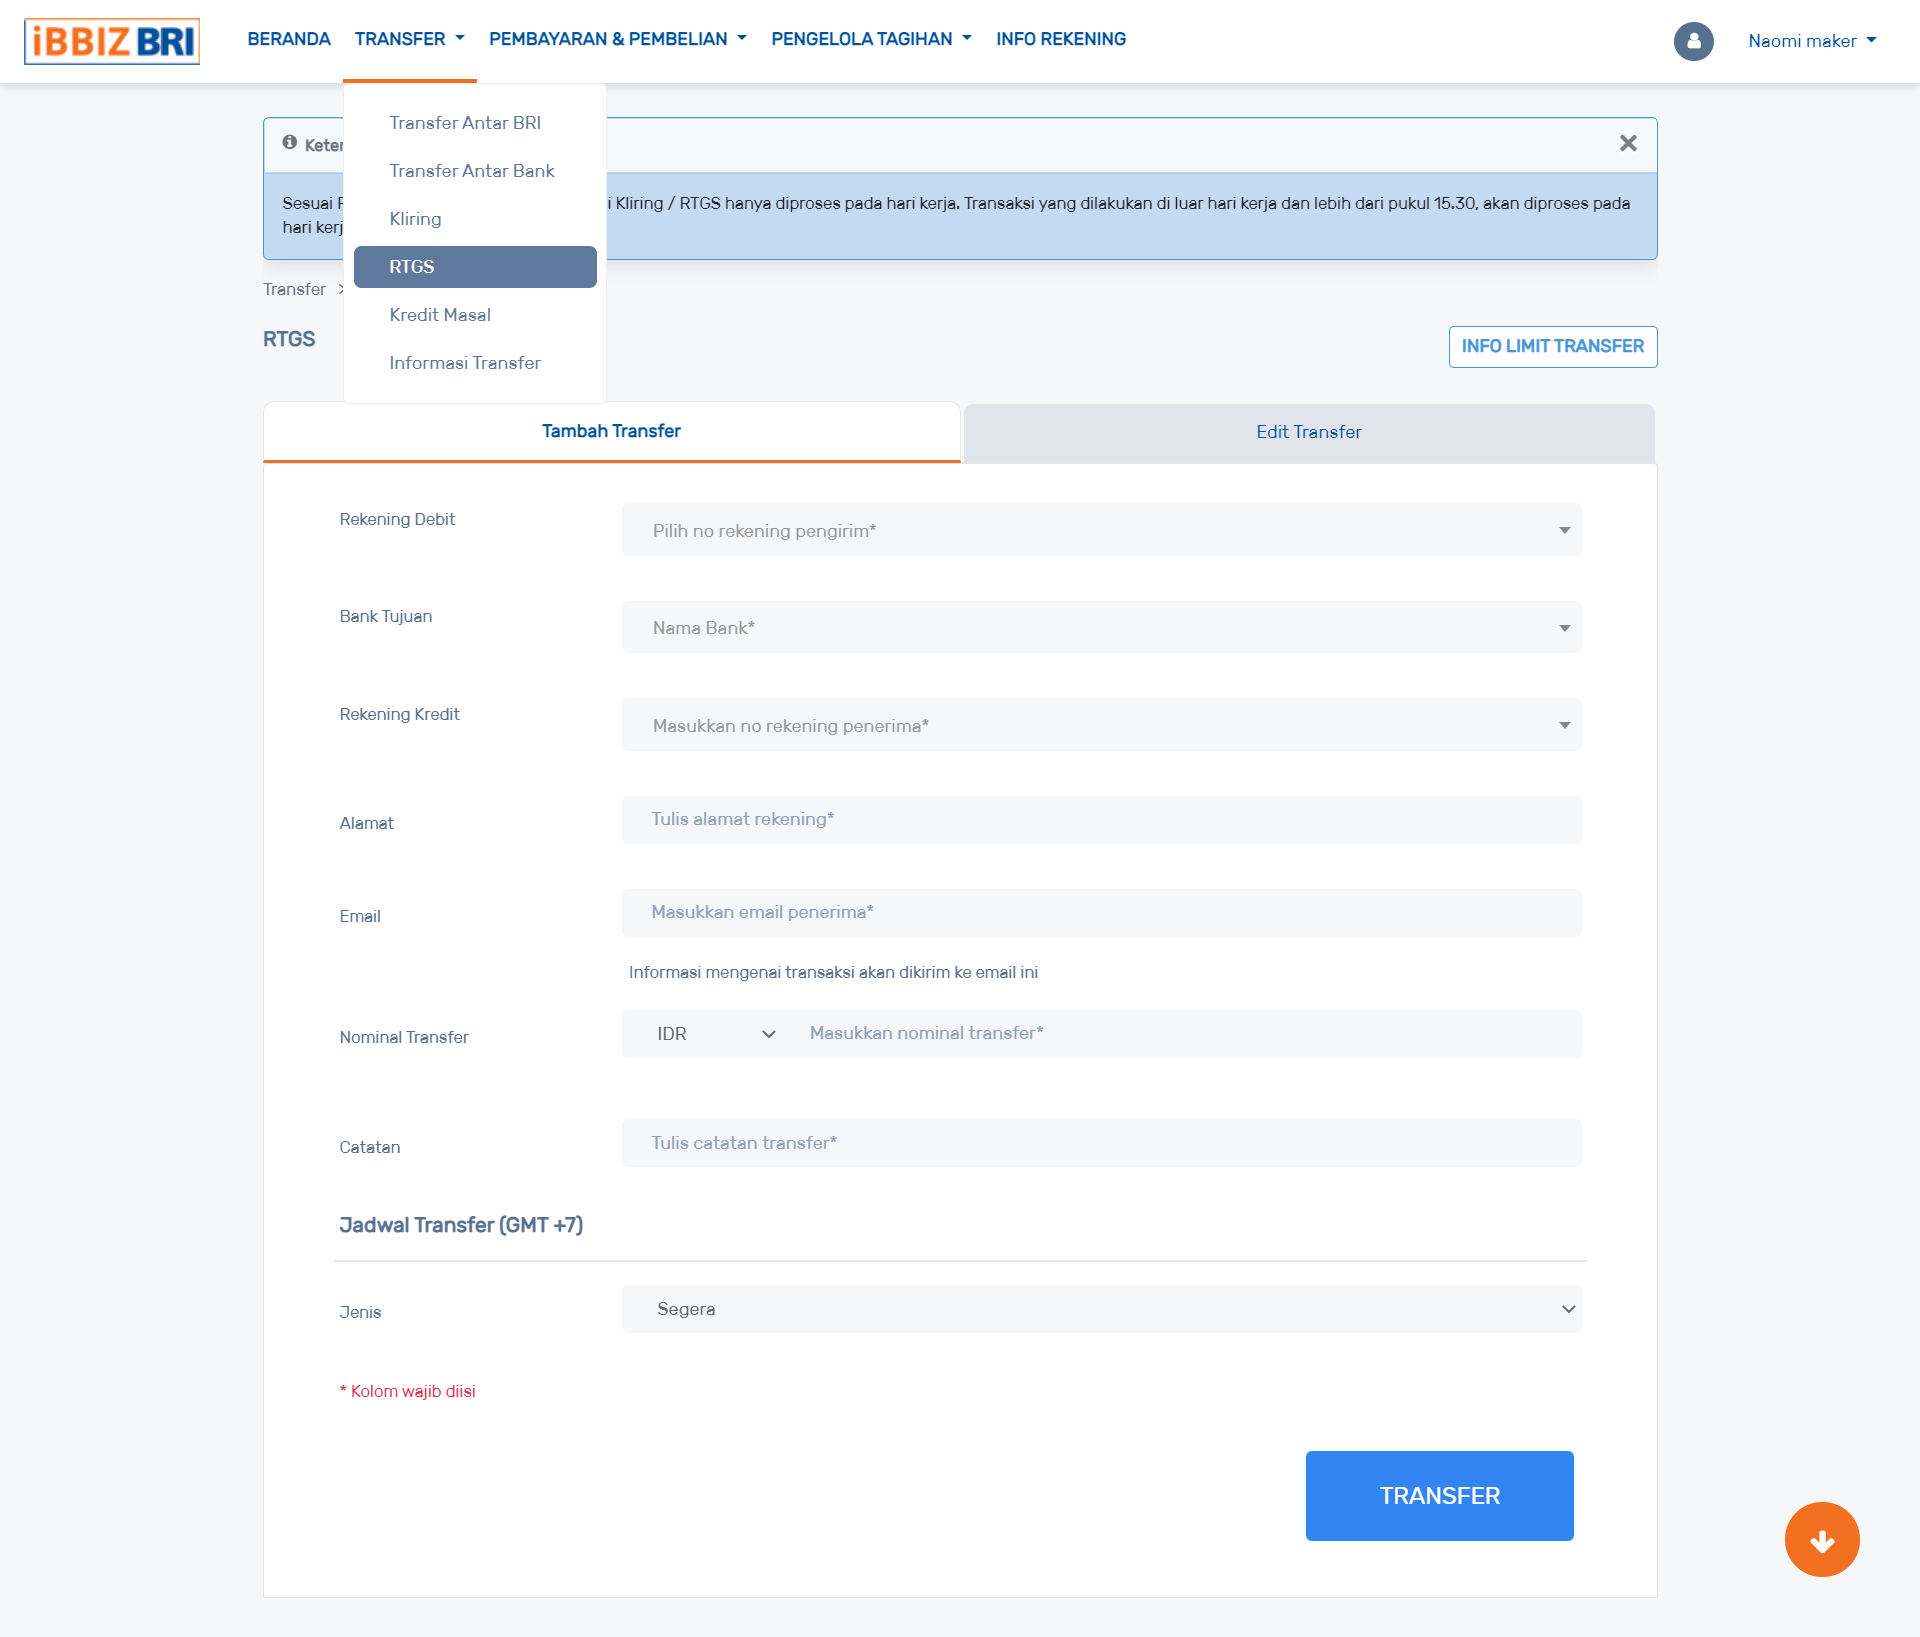 iBBIZ BRI
BERANDA
TRANSFER
PEMBAYARAN & PEMBELIAN
PENGELOLA TAGIHAN
INFO REKENING
Naomi maker
Transfer Antar BRI
Transfer Antar Bank
Kliring
RTGS
Kredit Masal
Informasi Transfer
Sesuai
Kliring / RTGS hanya diproses pada hari kerja. Transaksi yang dilakukan di luar hari kerja dan lebih dari pukul 15.30, akan diproses pada
hari
Transfer >
RTGS
INFO LIMIT TRANSFER
Tambah Transfer
Edit Transfer
Rekening Debit
Pilih no rekening pengirim*
Bank Tujuan
Nama Bank*
Rekening Kredit
Masukkan no rekening penerima*
Alamat
Tulis alamat rekening*
Email
Masukkan email penerima*
Informasi mengenai transaksi akan dikirim ke email ini
Nominal Transfer
IDR
Masukkan nominal transfer*
Catatan
Tulis catatan transfer*
Jadwal Transfer (GMT +7)
Jenis
Segera
* Kolom wajib diisi
TRANSFER